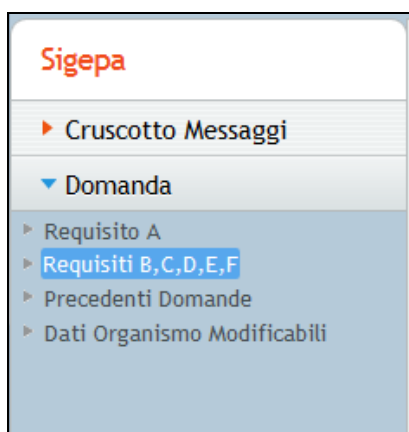 Sigepa
Cruscotto Messaggi
Domanda
Requisito A
Requisiti B,C,D,E,F
Precedenti Domande
Dati Organismo Modificabili